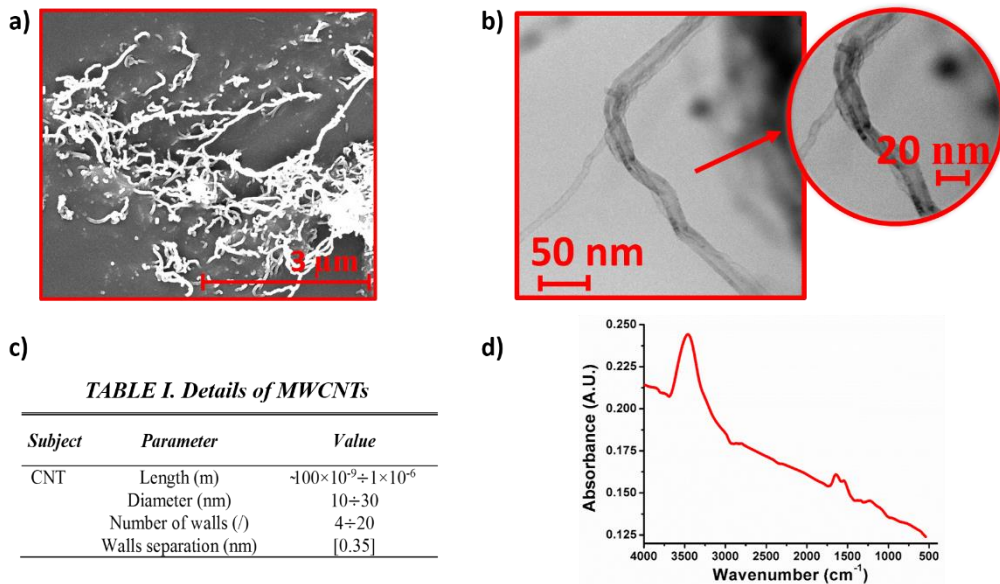 a)
3 μm
b)
50 nm
20 nm
c)
TABLE I. Details of MWCNTs
Subject Parameter Value
CNT Length (m) ~100×10⁻⁹÷1×10⁻⁶
Diameter (nm) 10÷30
Number of walls (/) 4÷20
Walls separation (nm) [0.35]
d)
Absorbance (A.U.)
0.250
0.225
0.200
0.175
0.150
0.125
4000 3500 3000 2500 2000 1500 1000 500
Wavenumber (cm⁻¹)